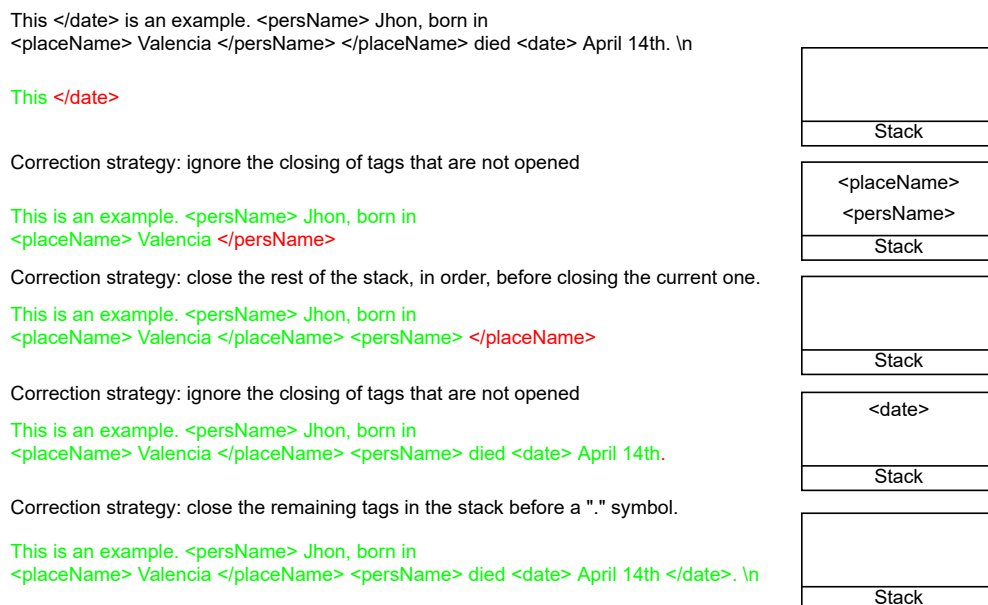 This </date> is an example. <persName> Jhon, born in
<placeName> Valencia </persName> </placeName> died <date> April 14th. \n
This </date>
Stack
Correction strategy: ignore the closing of tags that are not opened
<placeName>
<persName>
This is an example. <persName> Jhon, born in
<placeName> Valencia </persName>
Stack
Correction strategy: close the rest of the stack, in order, before closing the current one.
This is an example. <persName> Jhon, born in
<placeName> Valencia </placeName> <persName> </placeName>
Stack
Correction strategy: ignore the closing of tags that are not opened
<date>
This is an example. <persName> Jhon, born in
<placeName> Valencia </placeName> <persName> died <date> April 14th.
Stack
Correction strategy: close the remaining tags in the stack before a "." symbol.
This is an example. <persName> Jhon, born in
<placeName> Valencia </placeName> <persName> died <date> April 14th </date>. \n
Stack